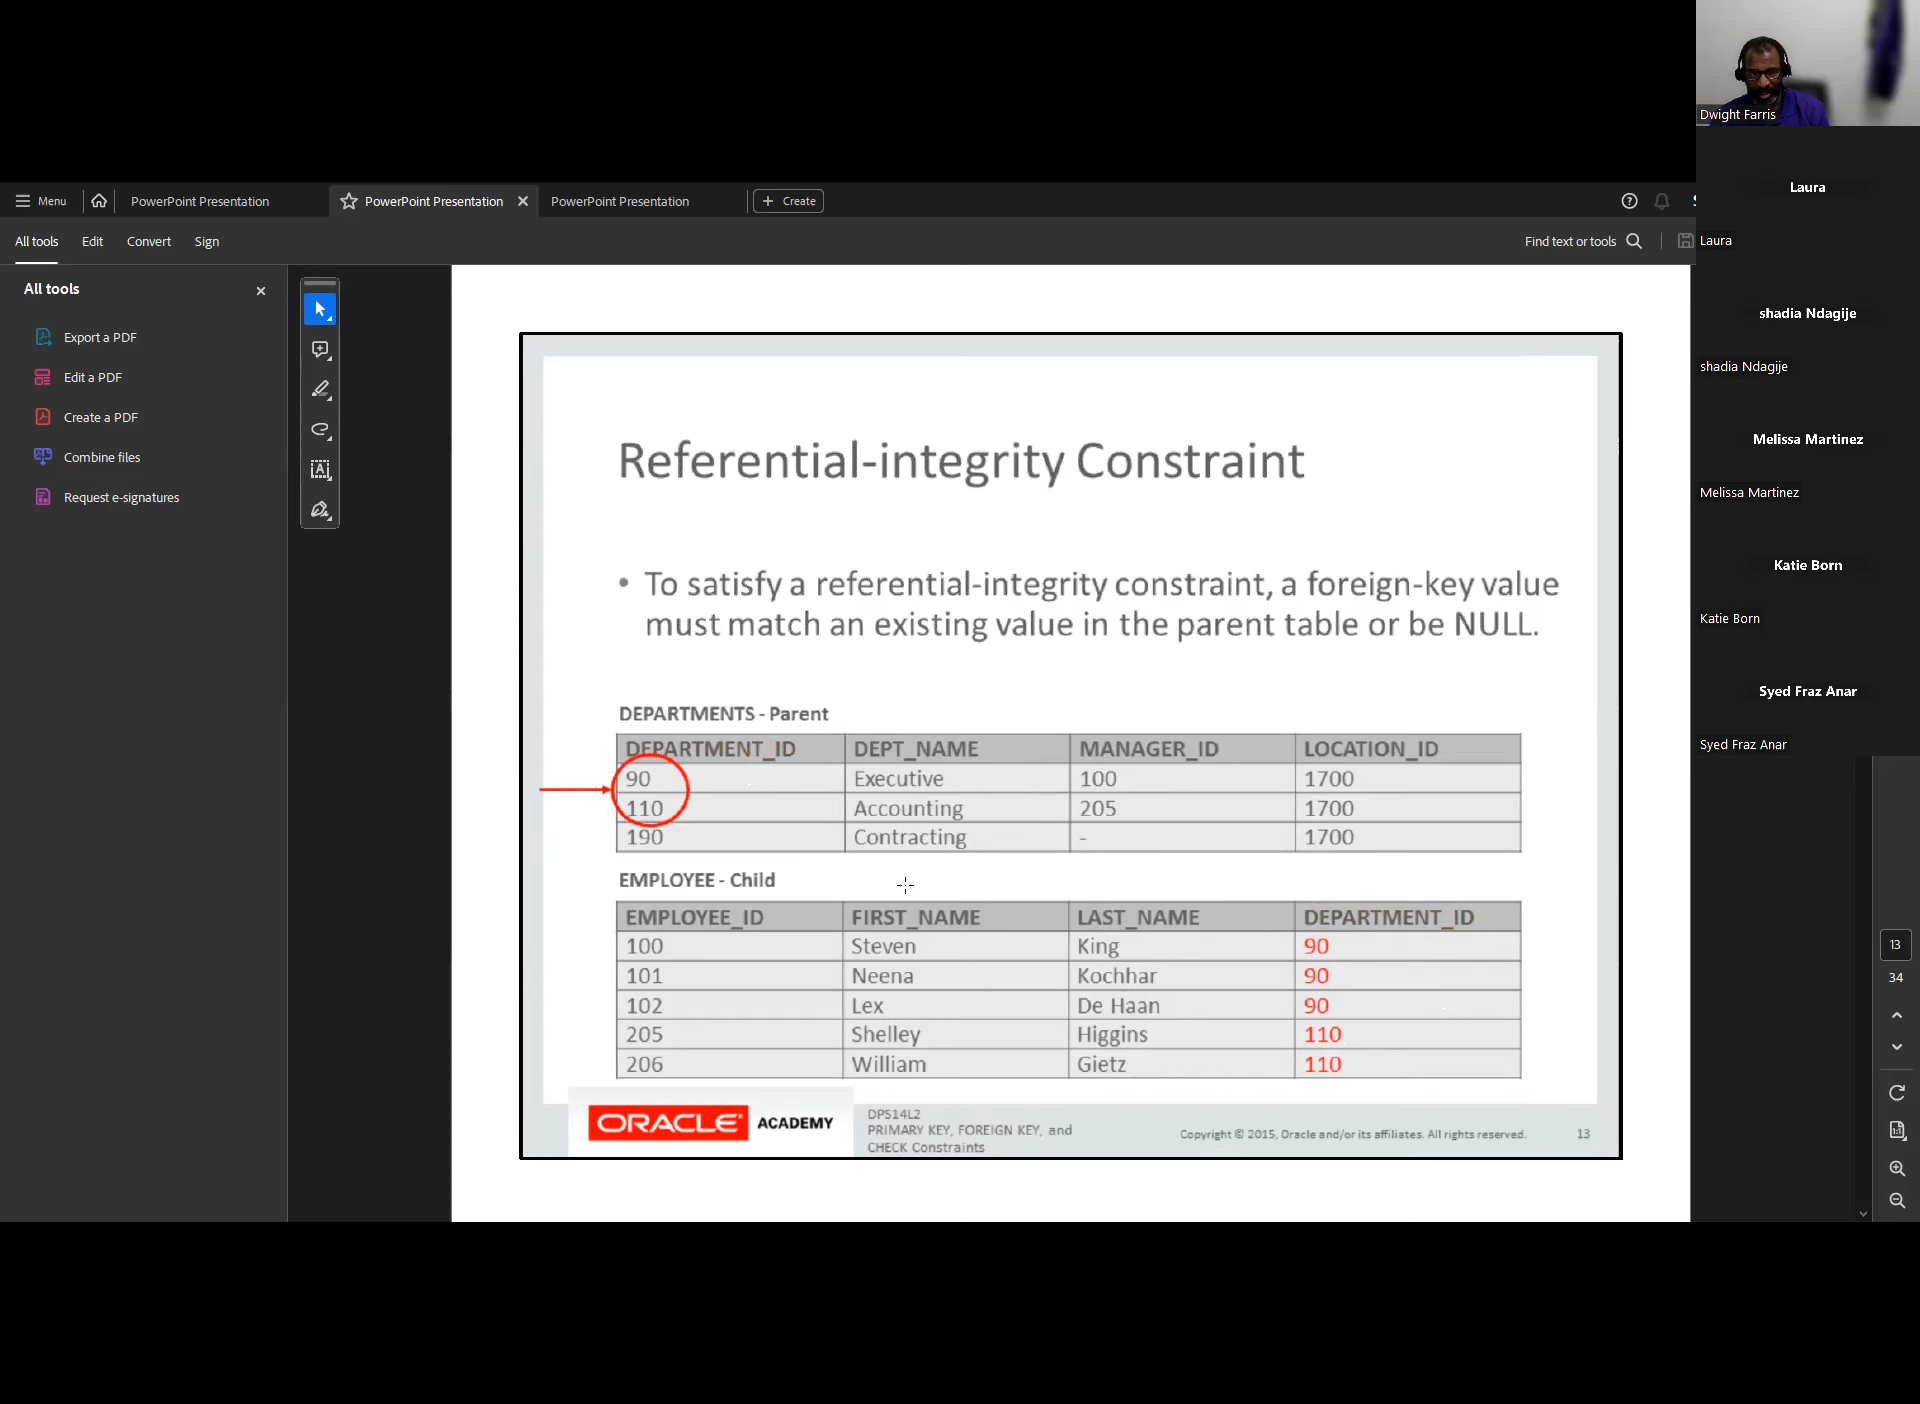 Dwight Farris
Laura
Laura
shadia Ndagije
shadia Ndagije
Melissa Martinez
Melissa Martinez
Katie Born
Katie Born
Syed Fraz Anar
Syed Fraz Anar
Menu
PowerPoint Presentation
PowerPoint Presentation
PowerPoint Presentation
Create
All tools Edit Convert Sign
Find text or tools
All tools
Export a PDF
Edit a PDF
Create a PDF
Combine files
Request e-signatures
Referential-integrity Constraint
• To satisfy a referential-integrity constraint, a foreign-key value
must match an existing value in the parent table or be NULL.
DEPARTMENTS - Parent
DEPARTMENT_ID DEPT_NAME MANAGER_ID LOCATION_ID
90 Executive 100 1700
110 Accounting 205 1700
190 Contracting - 1700
EMPLOYEE - Child
EMPLOYEE_ID FIRST_NAME LAST_NAME DEPARTMENT_ID
100 Steven King 90
101 Neena Kochhar 90
102 Lex De Haan 90
205 Shelley Higgins 110
206 William Gietz 110
ORACLE ACADEMY
DPS14L2
PRIMARY KEY, FOREIGN KEY, and
CHECK Constraints
Copyright © 2015, Oracle and/or its affiliates. All rights reserved.
13
13
34